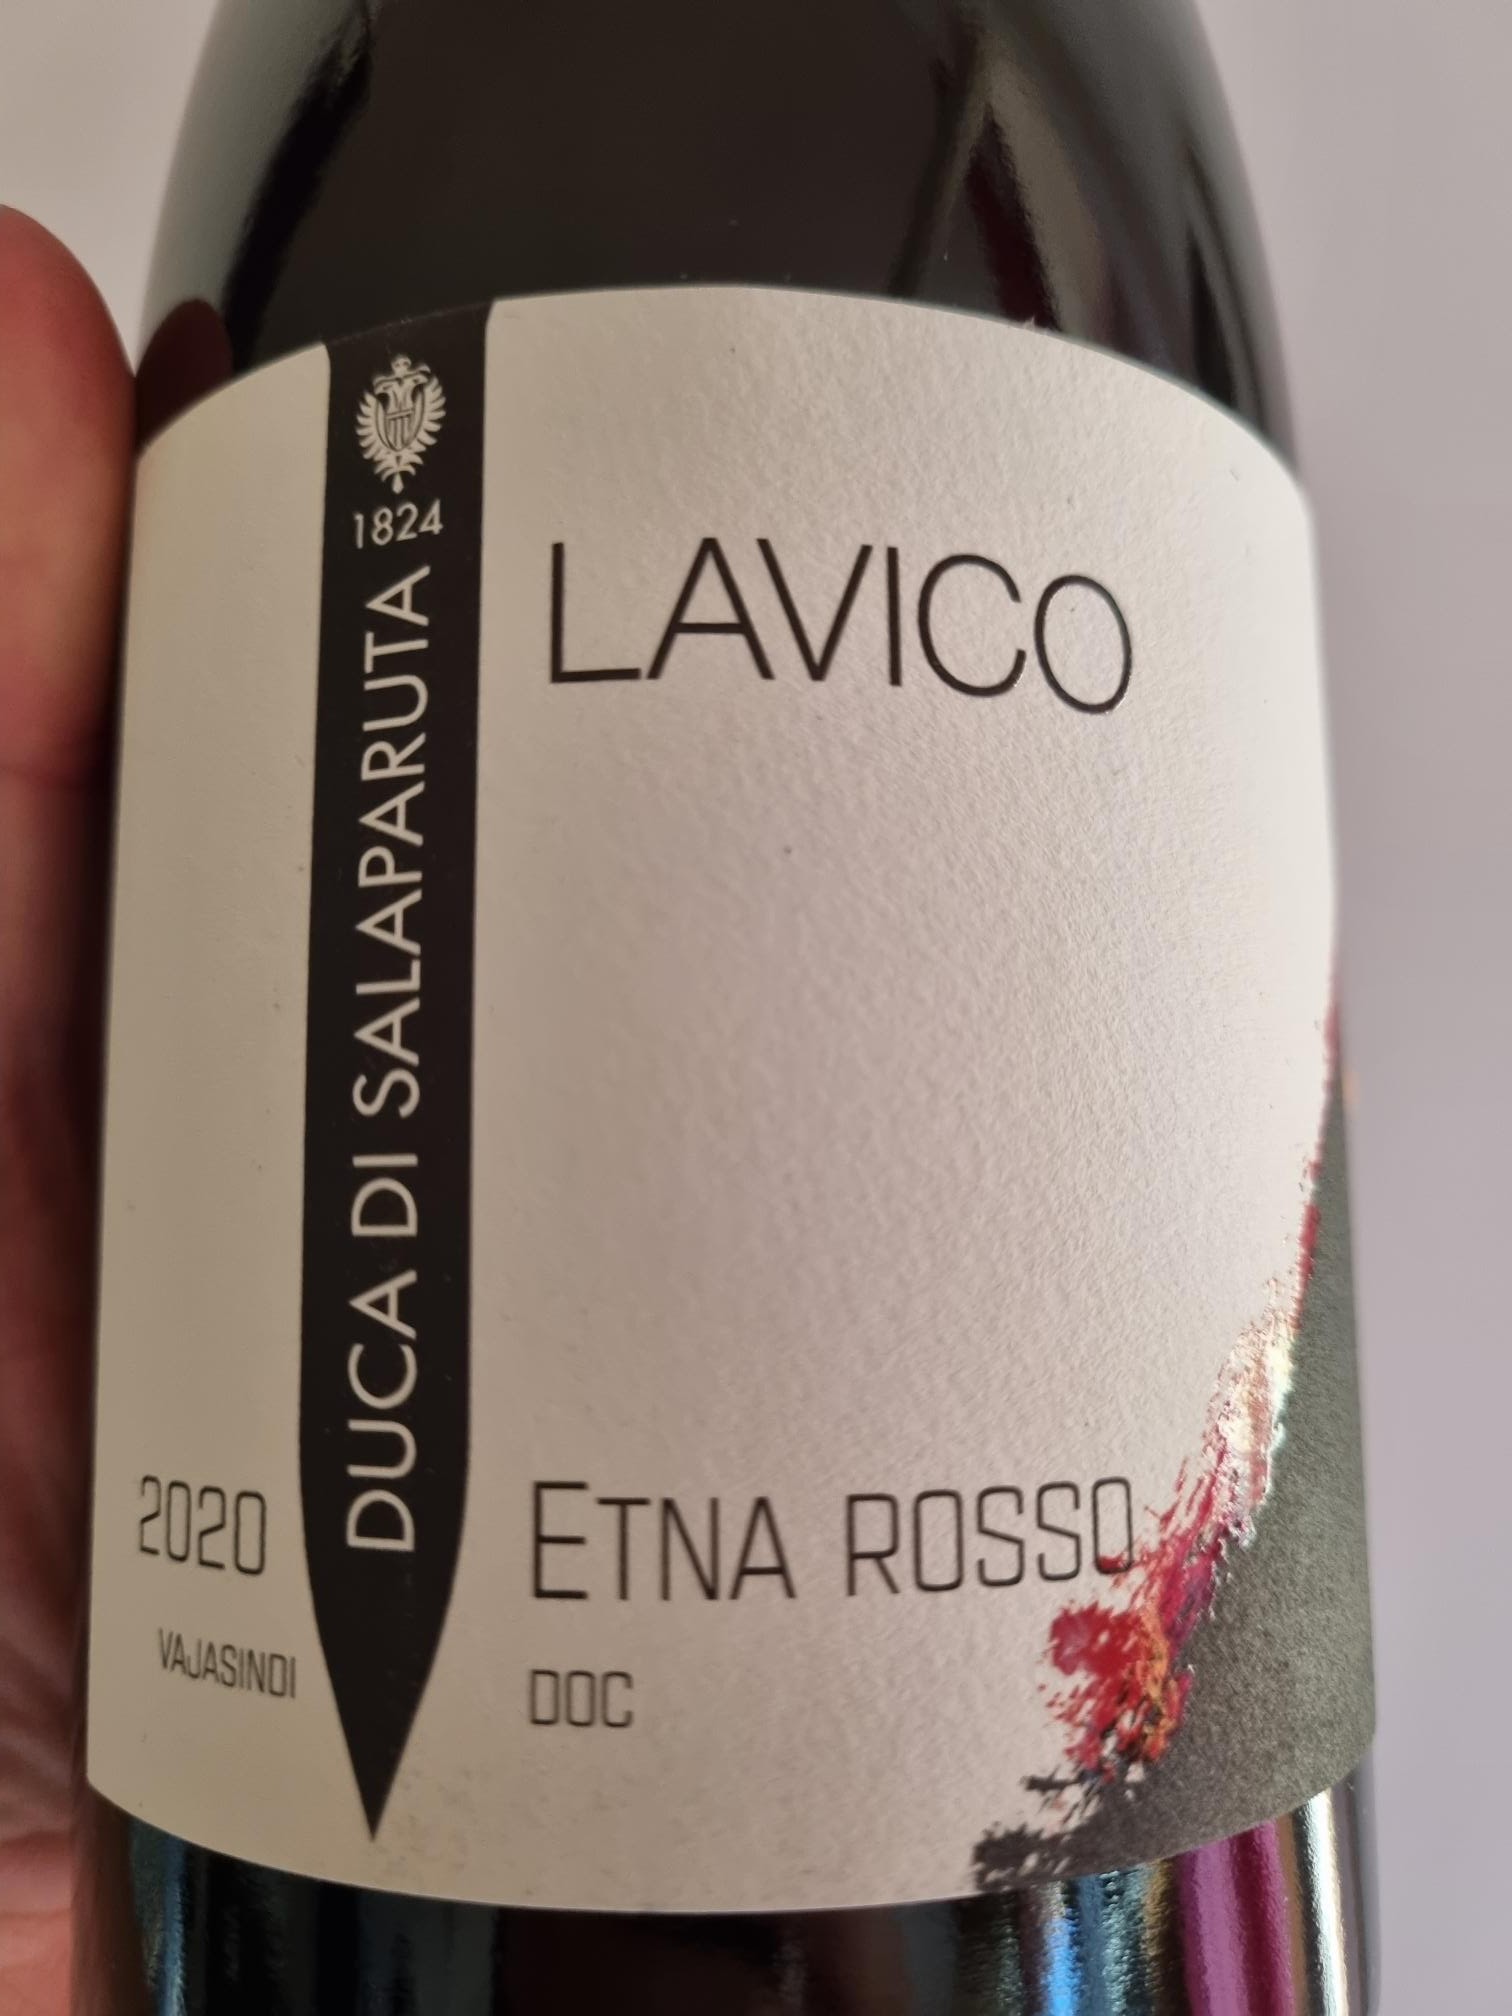 1824
DUCA DI SALAPARUTA
LAVICO
2020
VAJASINDI
ETNA ROSSO
DOC